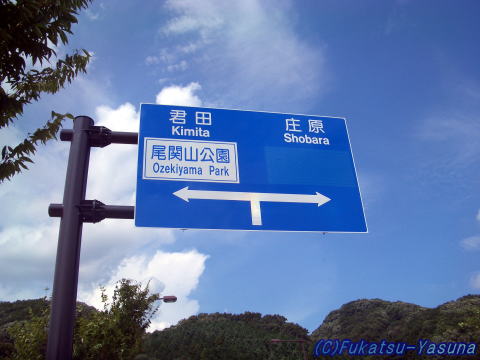 君田
Kimita
庄原
Shobara
尾関山公園
Ozekiyama Park
(C)Fukatsu-Yasuna